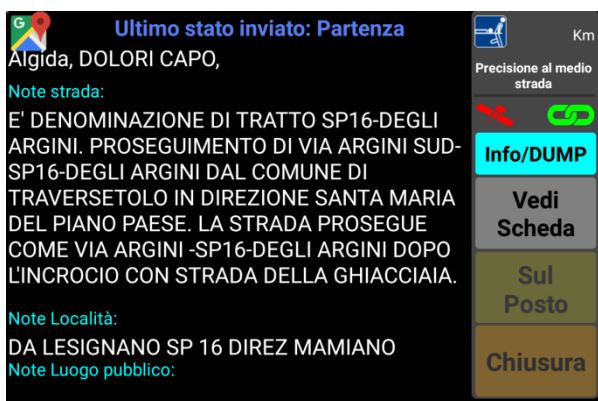 G
Ultimo stato inviato: Partenza
Algida, DOLORI CAPO,
Note strada:
E' DENOMINAZIONE DI TRATTO SP16-DEGLI
ARGINI. PROSEGUIMENTO DI VIA ARGINI SUD-
SP16-DEGLI ARGINI DAL COMUNE DI
TRAVERSETOLO IN DIREZIONE SANTA MARIA
DEL PIANO PAESE. LA STRADA PROSEGUE
COME VIA ARGINI -SP16-DEGLI ARGINI DOPO
L'INCROCIO CON STRADA DELLA GHIACCIAIA.
Note Località:
DA LESIGNANO SP 16 DIREZ MAMIANO
Note Luogo pubblico:
Km
Precisione al medio
strada
Info/DUMP
Vedi
Scheda
Sul
Posto
Chiusura